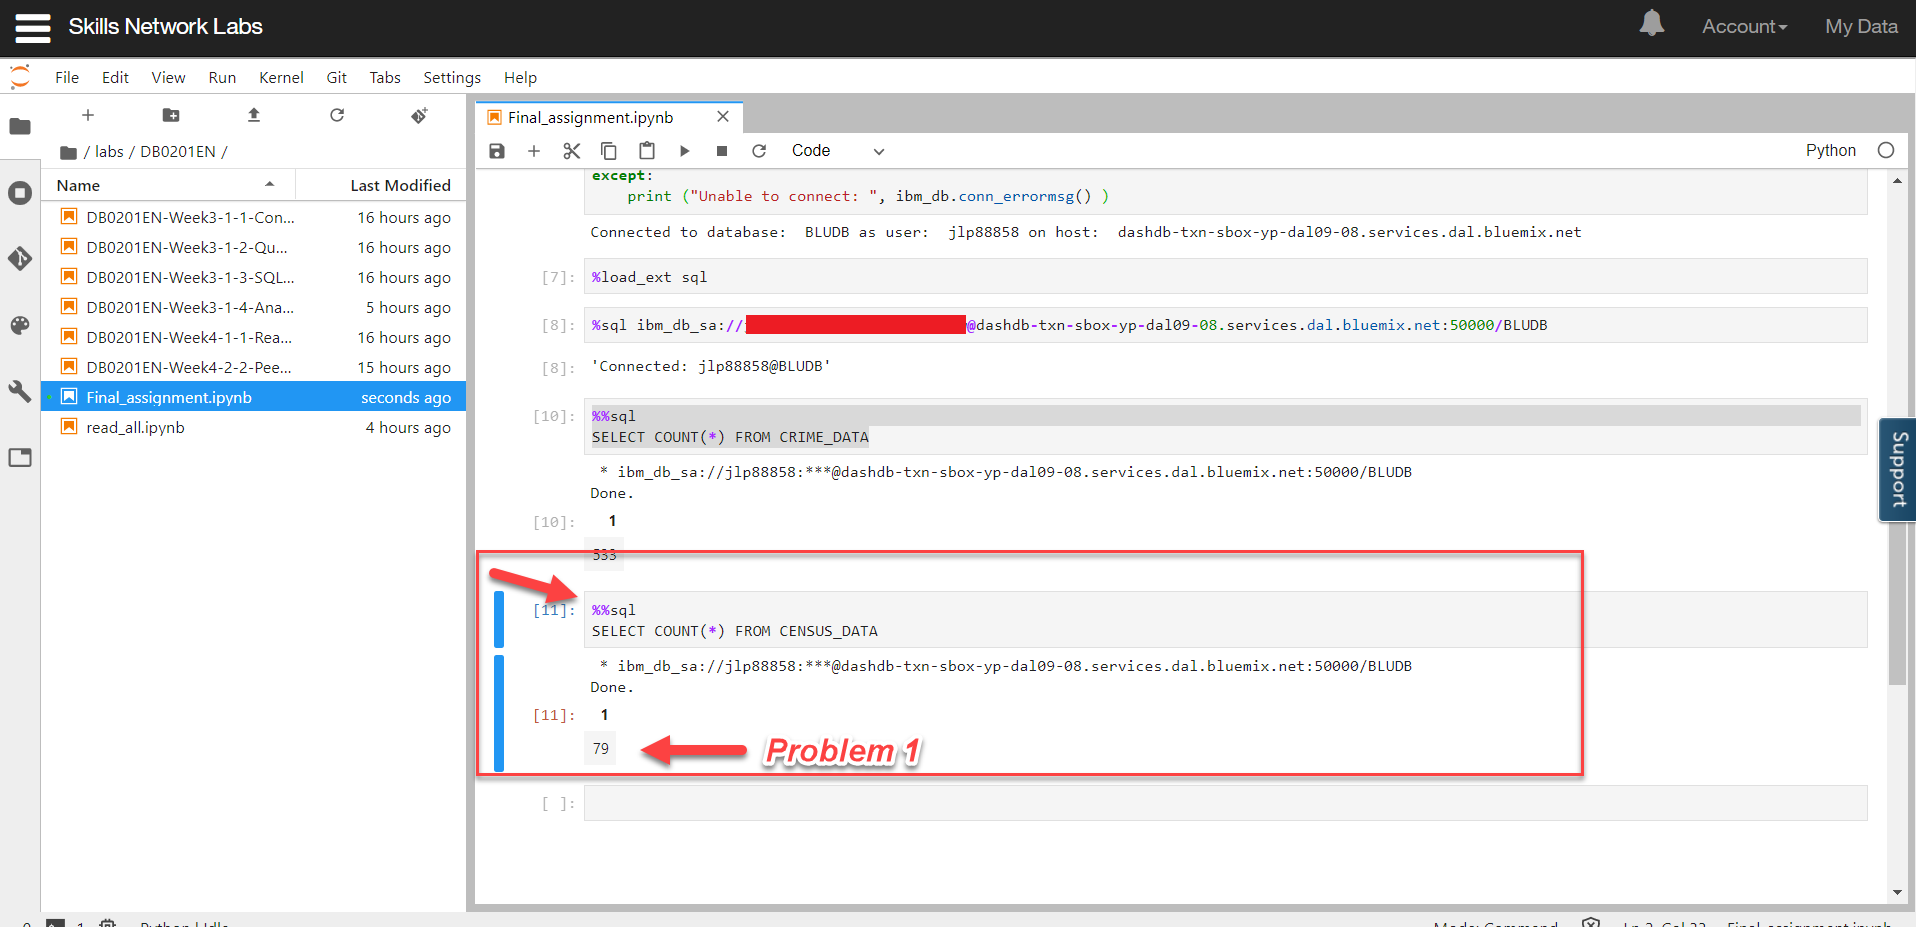 Skills Network Labs
Account
My Data
File Edit View Run Kernel Git Tabs Settings Help
/ labs / DB0201EN /
Name Last Modified
DB0201EN-Week3-1-1-Con... 16 hours ago
DB0201EN-Week3-1-2-Qu... 16 hours ago
DB0201EN-Week3-1-3-SQL... 16 hours ago
DB0201EN-Week3-1-4-Ana... 5 hours ago
DB0201EN-Week4-1-1-Rea... 16 hours ago
DB0201EN-Week4-2-2-Pee... 15 hours ago
Final_assignment.ipynb seconds ago
read_all.ipynb 4 hours ago
Final_assignment.ipynb
Code
Python
except:
print ("Unable to connect: ", ibm_db.conn_errormsg() )
Connected to database:  BLUDB as user:  jlp88858 on host:  dashdb-txn-sbox-yp-dal09-08.services.dal.bluemix.net
[7]: %load_ext sql
[8]: %sql ibm_db_sa:// @dashdb-txn-sbox-yp-dal09-08.services.dal.bluemix.net:50000/BLUDB
[8]: 'Connected: jlp88858@BLUDB'
[10]: %%sql
SELECT COUNT(*) FROM CRIME_DATA
* ibm_db_sa://jlp88858:***@dashdb-txn-sbox-yp-dal09-08.services.dal.bluemix.net:50000/BLUDB
Done.
[10]: 1
533
[11]: %%sql
SELECT COUNT(*) FROM CENSUS_DATA
* ibm_db_sa://jlp88858:***@dashdb-txn-sbox-yp-dal09-08.services.dal.bluemix.net:50000/BLUDB
Done.
[11]: 1
79
Problem 1
[ ]:
Support
Python | Idle
Mode: Command
Final_assignment.ipynb